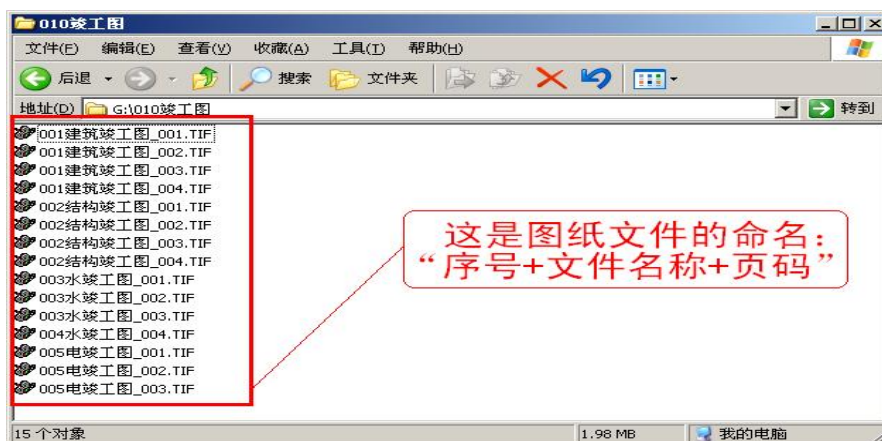 010竣工图
文件(F) 编辑(E) 查看(V) 收藏(A) 工具(T) 帮助(H)
后退 搜索 文件夹
地址(D) G:\010竣工图 转到
001建筑竣工图_001.TIF
001建筑竣工图_002.TIF
001建筑竣工图_003.TIF
001建筑竣工图_004.TIF
002结构竣工图_001.TIF
002结构竣工图_002.TIF
002结构竣工图_003.TIF
002结构竣工图_004.TIF
003水竣工图_001.TIF
003水竣工图_002.TIF
003水竣工图_003.TIF
004水竣工图_004.TIF
005电竣工图_001.TIF
005电竣工图_002.TIF
005电竣工图_003.TIF
这是图纸文件的命名：
“序号+文件名称+页码”
15 个对象 1.98 MB 我的电脑